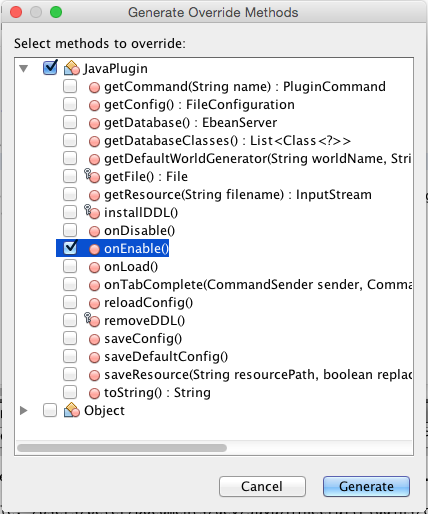 Generate Override Methods
Select methods to override:
JavaPlugin
getCommand(String name) : PluginCommand
getConfig() : FileConfiguration
getDatabase() : EbeanServer
getDatabaseClasses() : List<Class<?>>
getDefaultWorldGenerator(String worldName, Stri
getFile() : File
getResource(String filename) : InputStream
installDDL()
onDisable()
onEnable()
onLoad()
onTabComplete(CommandSender sender, Comma
reloadConfig()
removeDDL()
saveConfig()
saveDefaultConfig()
saveResource(String resourcePath, boolean replac
toString() : String
Object
Cancel
Generate